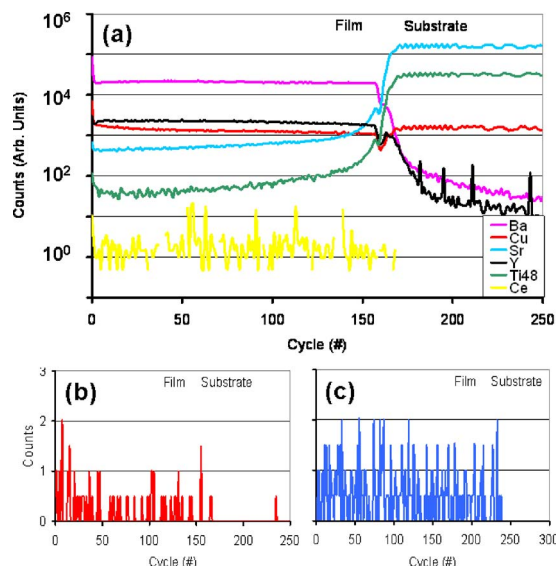 (a)
Film Substrate
Counts (Arb. Units)
10^6
10^4
10^2
10^0
0 50 100 150 200 250
Cycle (#)
Ba
Cu
Sr
Y
Ti48
Ce
(b)
Film Substrate
Counts
3
2
1
0
0 50 100 150 200 250
Cycle (#)
(c)
Film Substrate
0 50 100 150 200 250 300
Cycle (#)